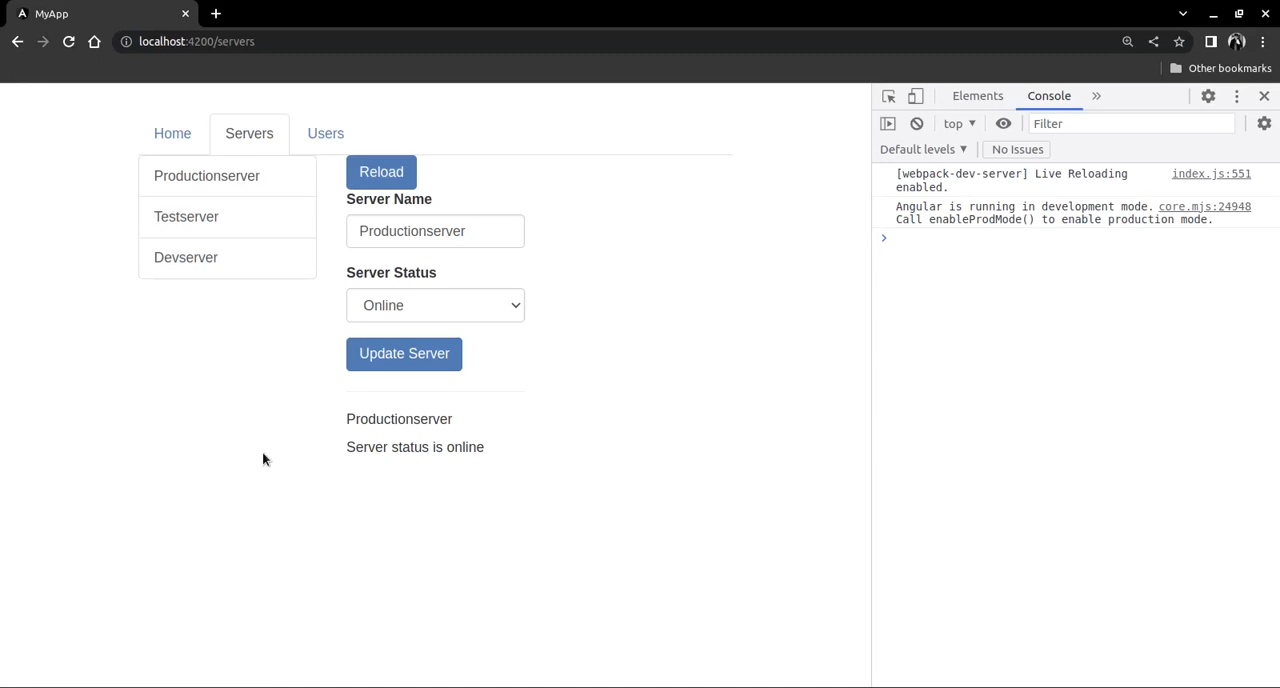 MyApp
localhost:4200/servers
Other bookmarks
Home
Servers
Users
Productionserver
Testserver
Devserver
Reload
Server Name
Productionserver
Server Status
Online
Update Server
Productionserver
Server status is online
Elements
Console
top
Filter
Default levels
No Issues
[webpack-dev-server] Live Reloading index.js:551
enabled.
Angular is running in development mode. core.mjs:24948
Call enableProdMode() to enable production mode.